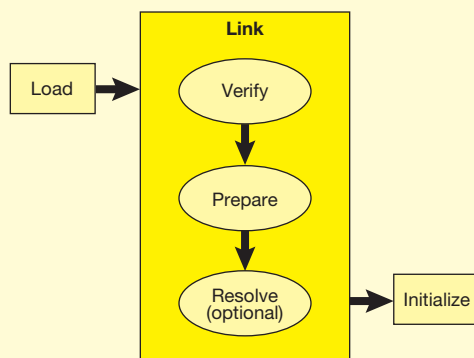 Link
Load
Verify
Prepare
Resolve
(optional)
Initialize